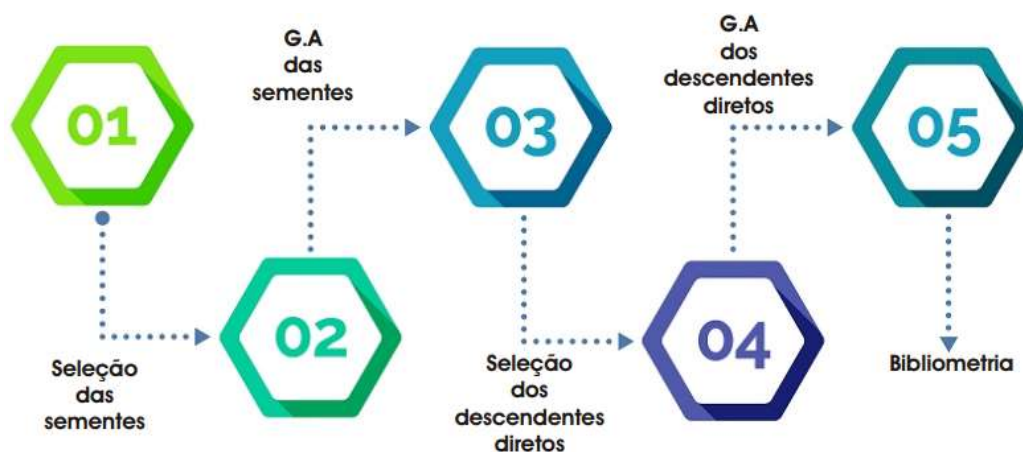 01
Seleção
das
sementes
02
G.A
das
sementes
03
Seleção
dos
descendentes
diretos
04
G.A
dos
descendentes
diretos
05
Bibliometria